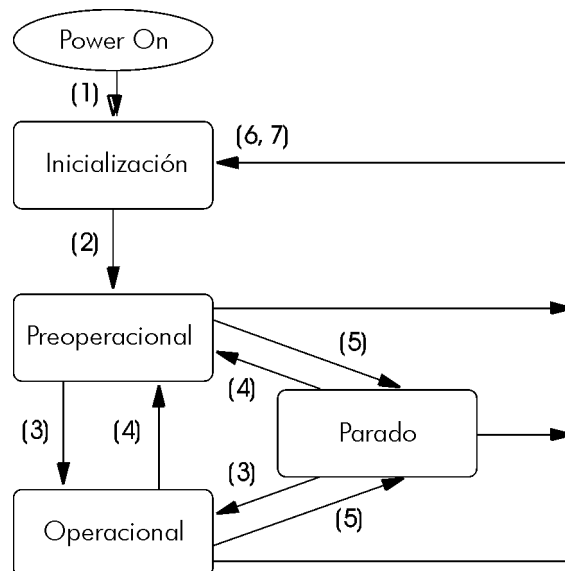 Power On
(1)
Inicialización
(6, 7)
(2)
Preoperacional
(5)
(4)
(3)
(4)
Parado
(3)
(5)
Operacional